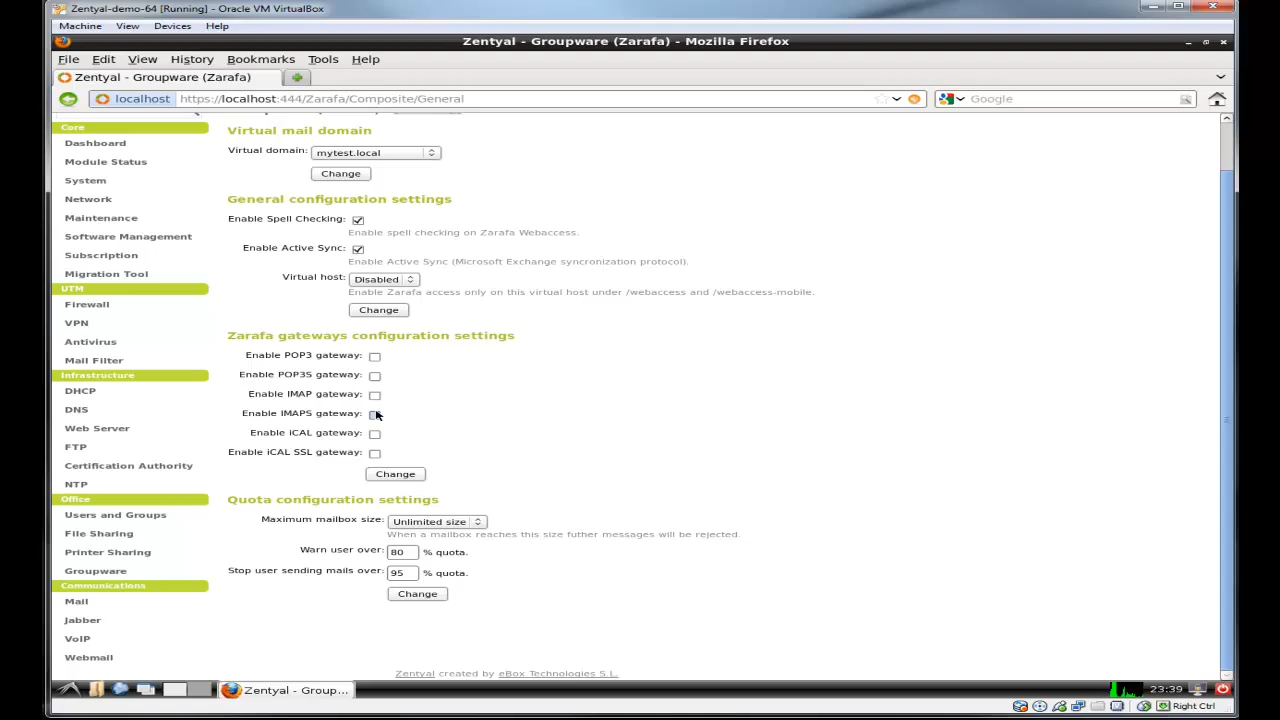 Zentyal-demo-64 [Running] - Oracle VM VirtualBox
Machine View Devices Help
Zentyal - Groupware (Zarafa) - Mozilla Firefox
File Edit View History Bookmarks Tools Help
Zentyal - Groupware (Zarafa)
localhost https://localhost:444/Zarafa/Composite/General Google
Core
Dashboard
Module Status
System
Network
Maintenance
Software Management
Subscription
Migration Tool
UTM
Firewall
VPN
Antivirus
Mail Filter
Infrastructure
DHCP
DNS
Web Server
FTP
Certification Authority
NTP
Office
Users and Groups
File Sharing
Printer Sharing
Groupware
Communications
Mail
Jabber
VoIP
Webmail
Virtual mail domain
Virtual domain: mytest.local
Change
General configuration settings
Enable Spell Checking:
Enable spell checking on Zarafa Webaccess.
Enable Active Sync:
Enable Active Sync (Microsoft Exchange syncronization protocol).
Virtual host: Disabled
Enable Zarafa access only on this virtual host under /webaccess and /webaccess-mobile.
Change
Zarafa gateways configuration settings
Enable POP3 gateway:
Enable POP3S gateway:
Enable IMAP gateway:
Enable IMAPS gateway:
Enable iCAL gateway:
Enable iCAL SSL gateway:
Change
Quota configuration settings
Maximum mailbox size: Unlimited size
When a mailbox reaches this size futher messages will be rejected.
Warn user over: 80 % quota.
Stop user sending mails over: 95 % quota.
Change
Zentyal created by eBox Technologies S.L.
Zentyal - Group... 23:39
Right Ctrl